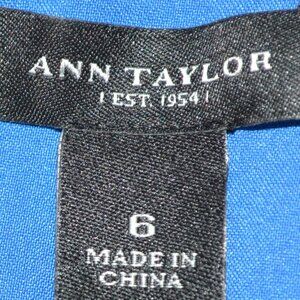 ANN TAYLOR
| EST. 1954 |
6
MADE IN
CHINA